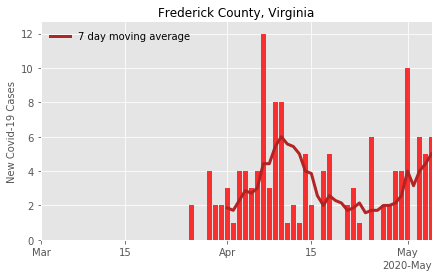 Frederick County, Virginia
7 day moving average
New Covid-19 Cases
12
10
8
6
4
2
0
Mar
15
Apr
15
May
2020-May